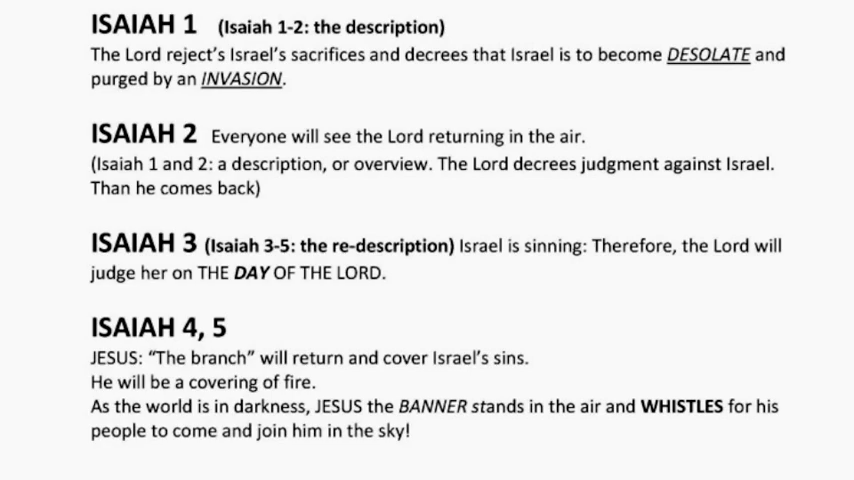 ISAIAH 1 (Isaiah 1-2: the description)
The Lord reject's Israel's sacrifices and decrees that Israel is to become DESOLATE and
purged by an INVASION.
ISAIAH 2 Everyone will see the Lord returning in the air.
(Isaiah 1 and 2: a description, or overview. The Lord decrees judgment against Israel.
Than he comes back)
ISAIAH 3 (Isaiah 3-5: the re-description) Israel is sinning: Therefore, the Lord will
judge her on THE DAY OF THE LORD.
ISAIAH 4, 5
JESUS: “The branch” will return and cover Israel's sins.
He will be a covering of fire.
As the world is in darkness, JESUS the BANNER stands in the air and WHISTLES for his
people to come and join him in the sky!